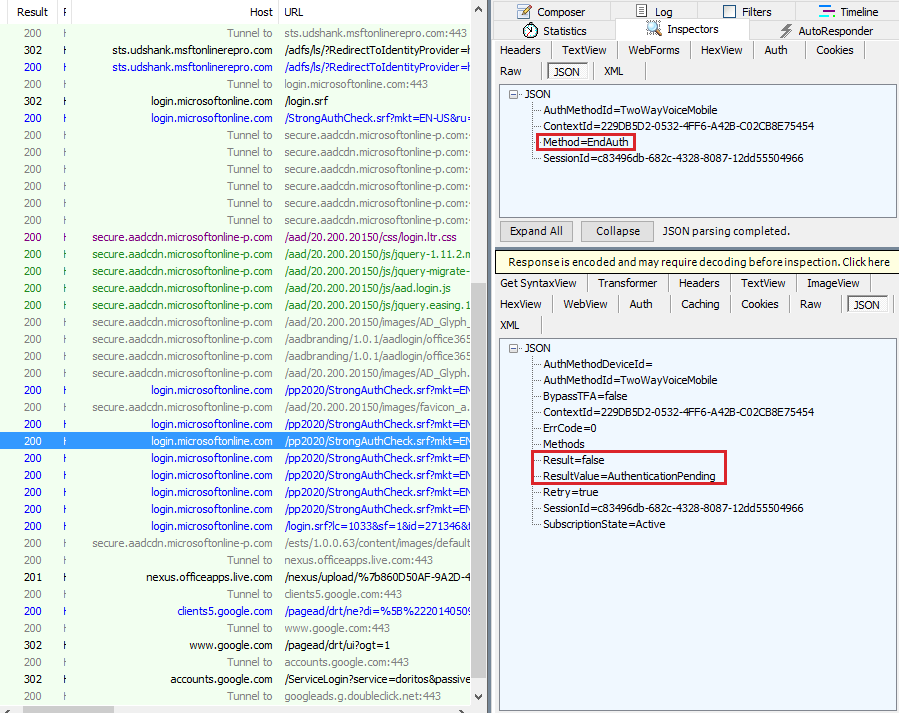 Result F Host URL
200 H Tunnel to sts.udshank.msftonlinerepro.com:443
302 H sts.udshank.msftonlinerepro.com /adfs/ls/?RedirectToIdentityProvider=h
200 H sts.udshank.msftonlinerepro.com /adfs/ls/?RedirectToIdentityProvider=h
200 H Tunnel to login.microsoftonline.com:443
302 H login.microsoftonline.com /login.srf
200 H login.microsoftonline.com /StrongAuthCheck.srf?mkt=EN-US&ru=
200 H Tunnel to secure.aadcdn.microsoftonline-p.com:
200 H Tunnel to secure.aadcdn.microsoftonline-p.com:
200 H Tunnel to secure.aadcdn.microsoftonline-p.com:
200 H Tunnel to secure.aadcdn.microsoftonline-p.com:
200 H Tunnel to secure.aadcdn.microsoftonline-p.com:
200 H Tunnel to secure.aadcdn.microsoftonline-p.com:
200 H secure.aadcdn.microsoftonline-p.com /aad/20.200.20150/css/login.ltr.css
200 H secure.aadcdn.microsoftonline-p.com /aad/20.200.20150/js/jquery-1.11.2.m
200 H secure.aadcdn.microsoftonline-p.com /aad/20.200.20150/js/jquery-migrate-
200 H secure.aadcdn.microsoftonline-p.com /aad/20.200.20150/js/aad.login.js
200 H secure.aadcdn.microsoftonline-p.com /aad/20.200.20150/js/jquery.easing.1
200 H secure.aadcdn.microsoftonline-p.com /aad/20.200.20150/images/AD_Glyph_
200 H secure.aadcdn.microsoftonline-p.com /aadbranding/1.0.1/aadlogin/office365
200 H secure.aadcdn.microsoftonline-p.com /aadbranding/1.0.1/aadlogin/office365
200 H secure.aadcdn.microsoftonline-p.com /aad/20.200.20150/images/AD_Glyph.
200 H login.microsoftonline.com /pp2020/StrongAuthCheck.srf?mkt=EN
200 H secure.aadcdn.microsoftonline-p.com /aad/20.200.20150/images/favicon_a.
200 H login.microsoftonline.com /pp2020/StrongAuthCheck.srf?mkt=EN
200 H login.microsoftonline.com /pp2020/StrongAuthCheck.srf?mkt=EN
200 H login.microsoftonline.com /pp2020/StrongAuthCheck.srf?mkt=EN
200 H login.microsoftonline.com /pp2020/StrongAuthCheck.srf?mkt=EN
200 H login.microsoftonline.com /pp2020/StrongAuthCheck.srf?mkt=EN
200 H login.microsoftonline.com /login.srf?lc=1033&sf=1&id=271346&
200 H secure.aadcdn.microsoftonline-p.com /ests/1.0.0.63/content/images/default
200 H Tunnel to nexus.officeapps.live.com:443
201 H nexus.officeapps.live.com /nexus/upload/%7b860D50AF-9A2D-4
200 H Tunnel to clients5.google.com:443
200 H clients5.google.com /pagead/drt/ne?di=%5B%2220140509
200 H Tunnel to www.google.com:443
302 H www.google.com /pagead/drt/ui?ogt=1
200 H Tunnel to accounts.google.com:443
302 H accounts.google.com /ServiceLogin?service=doritos&passive
200 H Tunnel to googleads.g.doubleclick.net:443
Composer Log Filters Timeline
Statistics Inspectors AutoResponder
Headers TextView WebForms HexView Auth Cookies
Raw JSON XML
JSON
AuthMethodId=TwoWayVoiceMobile
ContextId=229DB5D2-0532-4FF6-A42B-C02CB8E75454
Method=EndAuth
SessionId=c83496db-682c-4328-8087-12dd55504966
Expand All Collapse JSON parsing completed.
Response is encoded and may require decoding before inspection. Click here
Get SyntaxView Transformer Headers TextView ImageView
HexView WebView Auth Caching Cookies Raw JSON
XML
JSON
AuthMethodDeviceId=
AuthMethodId=TwoWayVoiceMobile
BypassTFA=false
ContextId=229DB5D2-0532-4FF6-A42B-C02CB8E75454
ErrCode=0
Methods
Result=false
ResultValue=AuthenticationPending
Retry=true
SessionId=c83496db-682c-4328-8087-12dd55504966
SubscriptionState=Active